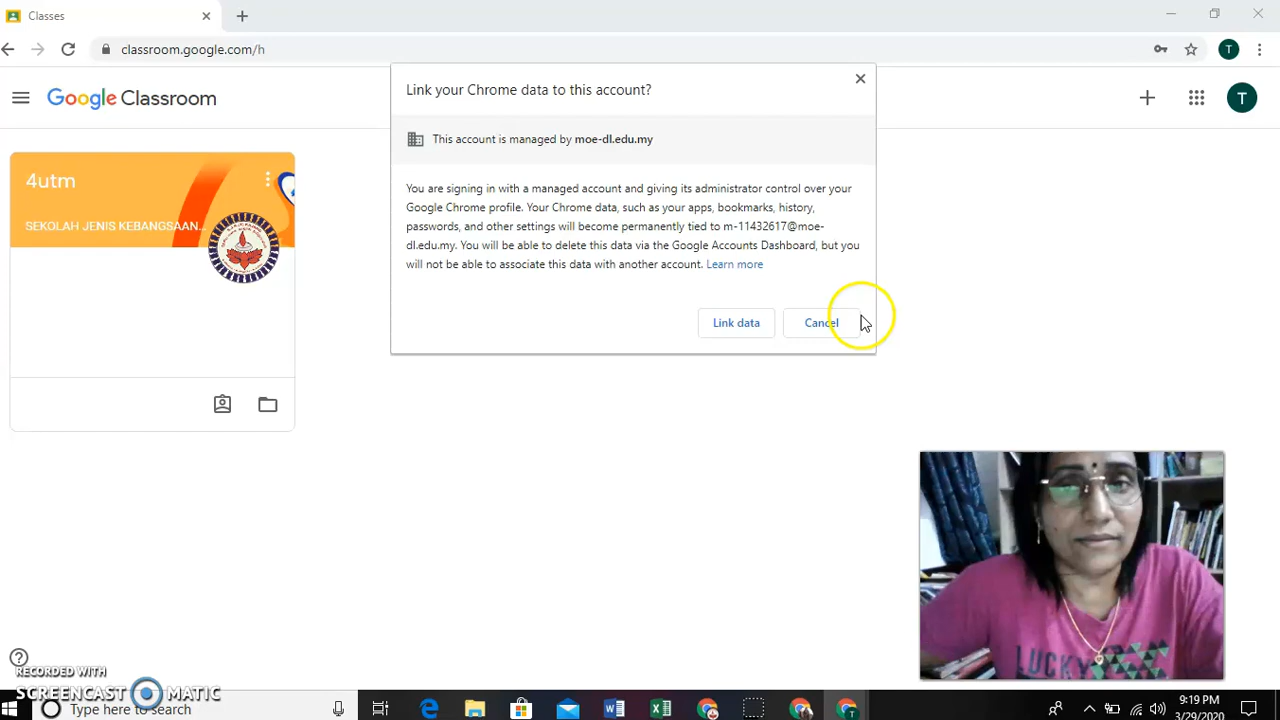 Classes
classroom.google.com/h
T
Google Classroom
T
Link your Chrome data to this account?
This account is managed by moe-dl.edu.my
You are signing in with a managed account and giving its administrator control over your
Google Chrome profile. Your Chrome data, such as your apps, bookmarks, history,
passwords, and other settings will become permanently tied to m-11432617@moe-
dl.edu.my. You will be able to delete this data via the Google Accounts Dashboard, but you
will not be able to associate this data with another account. Learn more
Link data
Cancel
4utm
SEKOLAH JENIS KEBANGSAAN...
LUCKY
RECORDED WITH
SCREENCAST MATIC
Type here to search
9:19 PM
3/29/2020